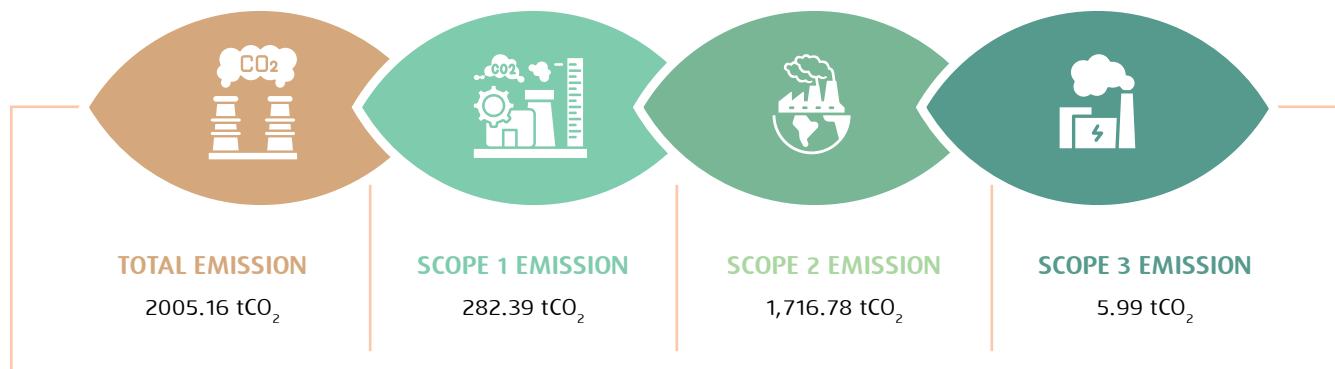 CO2
CO2
TOTAL EMISSION
2005.16 tCO₂
SCOPE 1 EMISSION
282.39 tCO₂
SCOPE 2 EMISSION
1,716.78 tCO₂
SCOPE 3 EMISSION
5.99 tCO₂